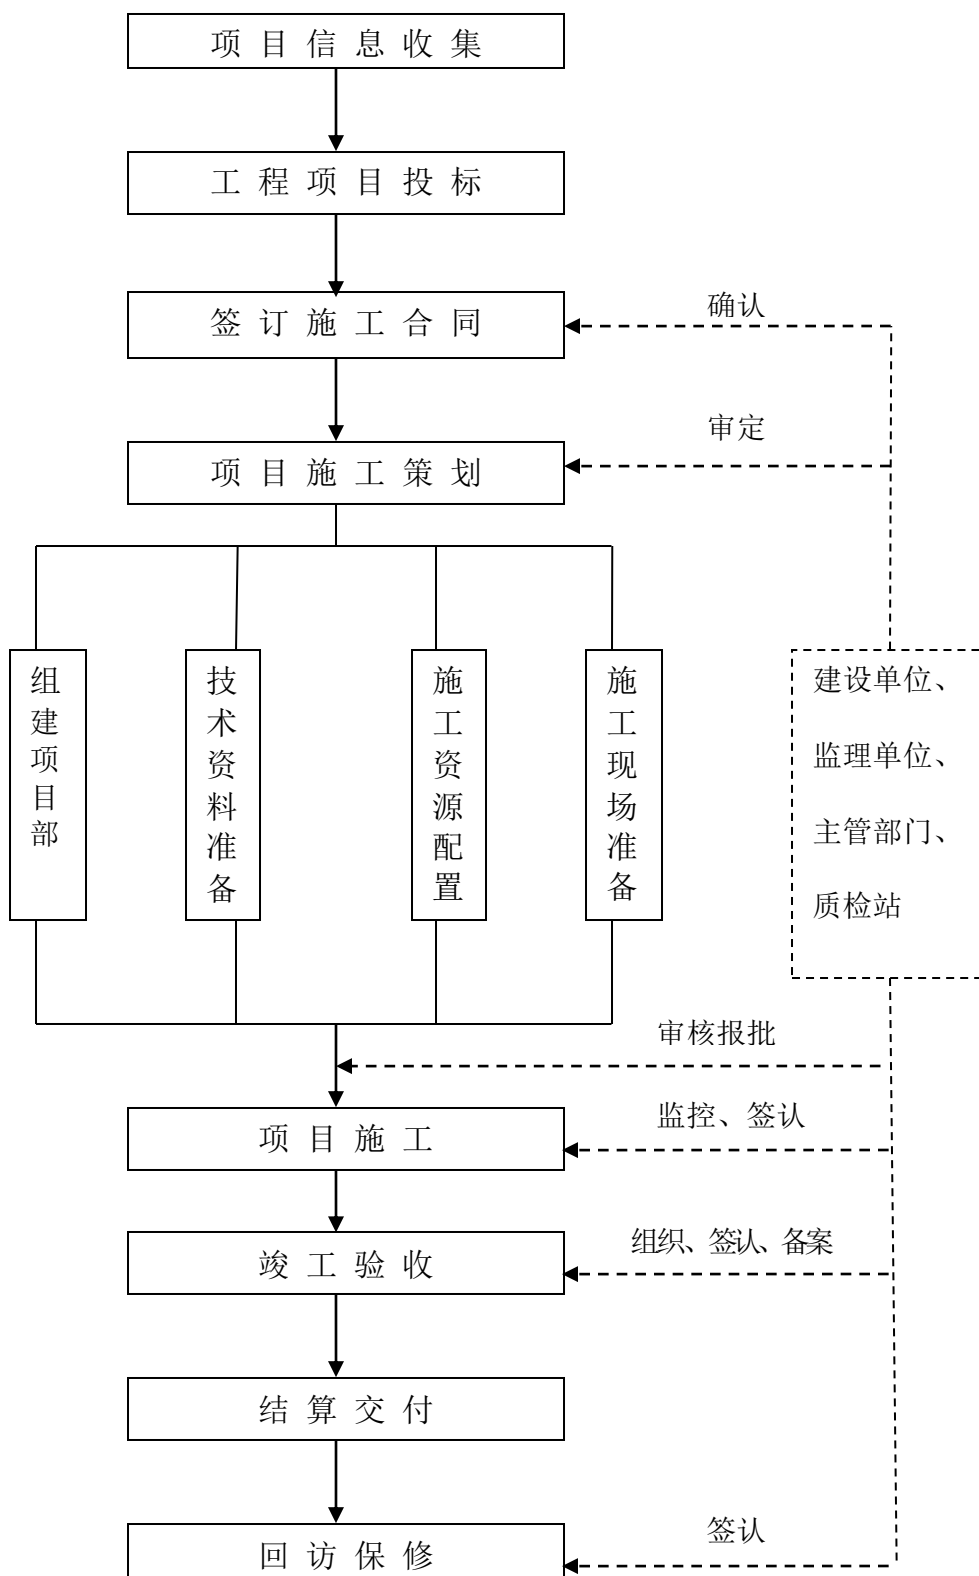 项目信息收集
工程项目投标
签订施工合同
确认
项目施工策划
审定
组建项目部
技术资料准备
施工资源配置
施工现场准备
建设单位、
监理单位、
主管部门、
质检站
审核报批
项目施工
监控、签认
竣工验收
组织、签认、备案
结算交付
回访保修
签认